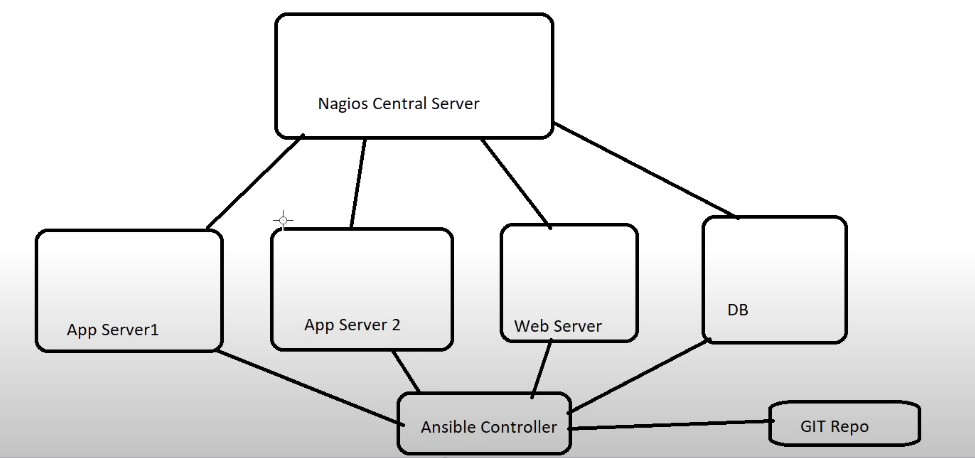 Nagios Central Server
App Server1
App Server 2
Web Server
DB
Ansible Controller
GIT Repo